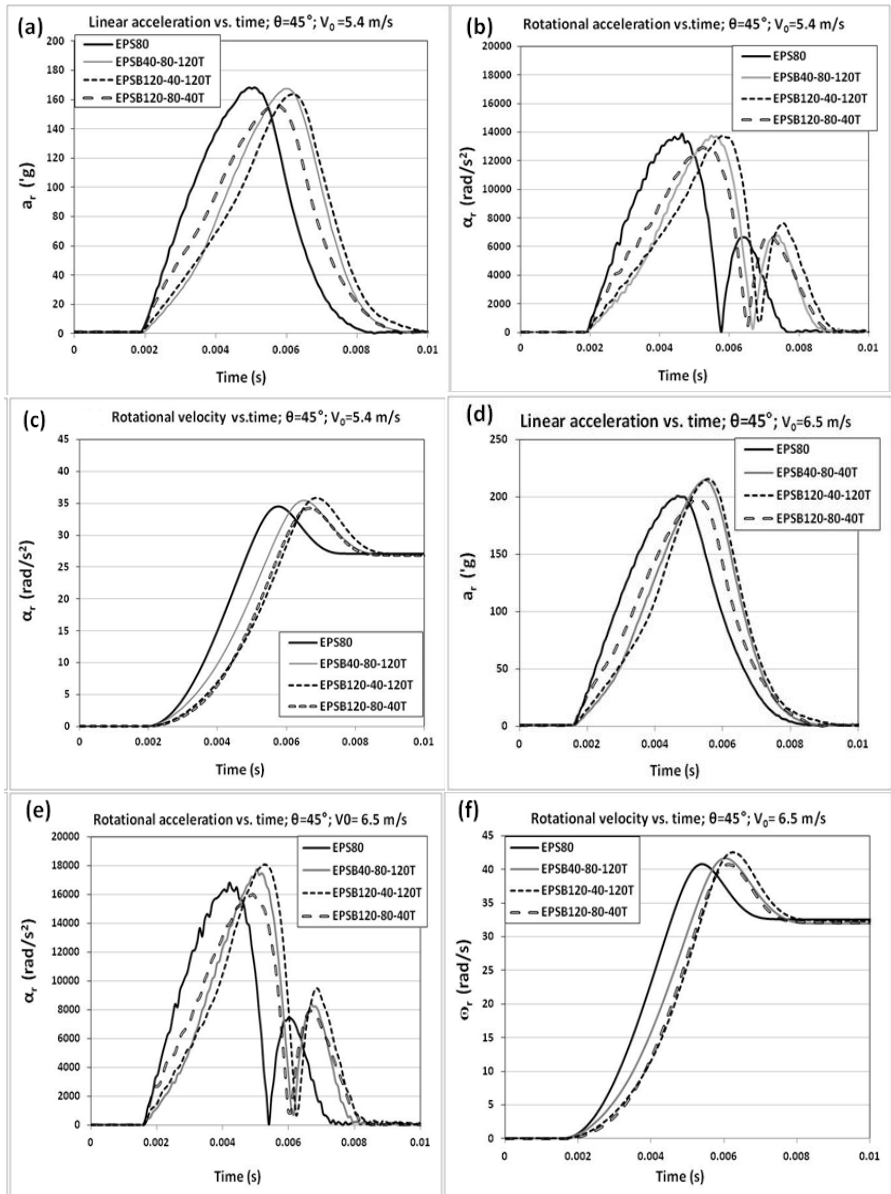 (a) Linear acceleration vs. time; θ=45°; V₀ =5.4 m/s
EPS80
EPSB40-80-120T
EPSB120-40-120T
EPSB120-80-40T
180
160
140
120
100
80
60
40
20
0
aᵣ ('g)
0 0.002 0.004 0.006 0.008 0.01
Time (s)
(b) Rotational acceleration vs.time; θ=45°, V₀=5.4 m/s
EPS80
EPSB40-80-120T
EPSB120-40-120T
EPSB120-80-40T
20000
18000
16000
14000
12000
10000
8000
6000
4000
2000
0
αᵣ (rad/s²)
0 0.002 0.004 0.006 0.008 0.01
Time (s)
(c) Rotational velocity vs.time; θ=45°, V₀=5.4 m/s
45
40
35
30
25
20
15
10
5
0
αᵣ (rad/s²)
EPS80
EPSB40-80-120T
EPSB120-40-120T
EPSB120-80-40T
0 0.002 0.004 0.006 0.008 0.01
Time (s)
(d) Linear acceleration vs. time; θ=45°, V₀=6.5 m/s
EPS80
EPSB40-80-40T
EPSB120-40-120T
EPSB120-80-40T
250
200
150
100
50
0
aᵣ ('g)
0 0.002 0.004 0.006 0.008 0.01
Time (s)
(e) Rotational acceleration vs. time; θ=45°, V0= 6.5 m/s
EPS80
EPSB40-80-120T
EPSB120-40-120T
EPSB120-80-40T
20000
18000
16000
14000
12000
10000
8000
6000
4000
2000
0
αᵣ (rad/s²)
0 0.002 0.004 0.006 0.008 0.01
Time (s)
(f) Rotational velocity vs. time; θ=45°, V₀= 6.5 m/s
EPS80
EPSB40-80-120T
EPSB120-40-120T
EPSB120-80-40T
45
40
35
30
25
20
15
10
5
0
ωᵣ (rad/s)
0 0.002 0.004 0.006 0.008 0.01
Time (s)